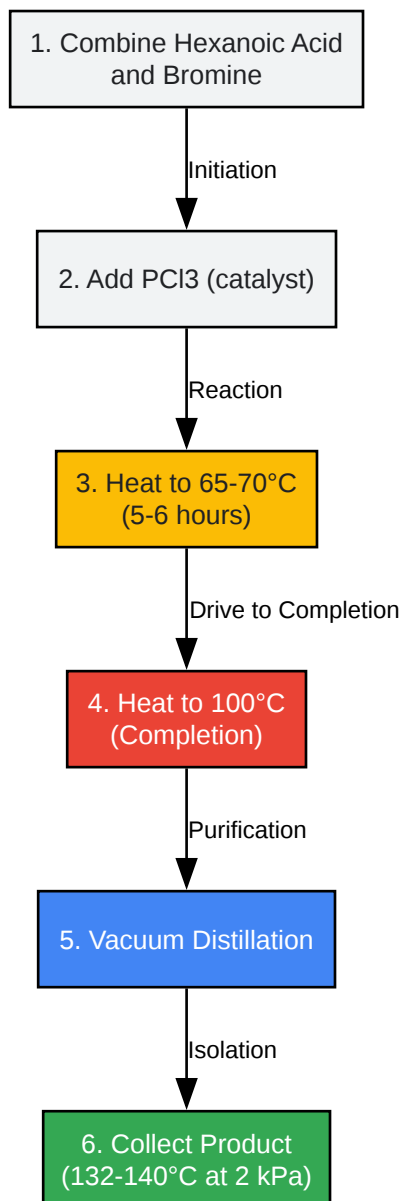 1. Combine Hexanoic Acid
and Bromine
Initiation
2. Add PCl3 (catalyst)
Reaction
3. Heat to 65-70°C
(5-6 hours)
Drive to Completion
4. Heat to 100°C
(Completion)
Purification
5. Vacuum Distillation
Isolation
6. Collect Product
(132-140°C at 2 kPa)